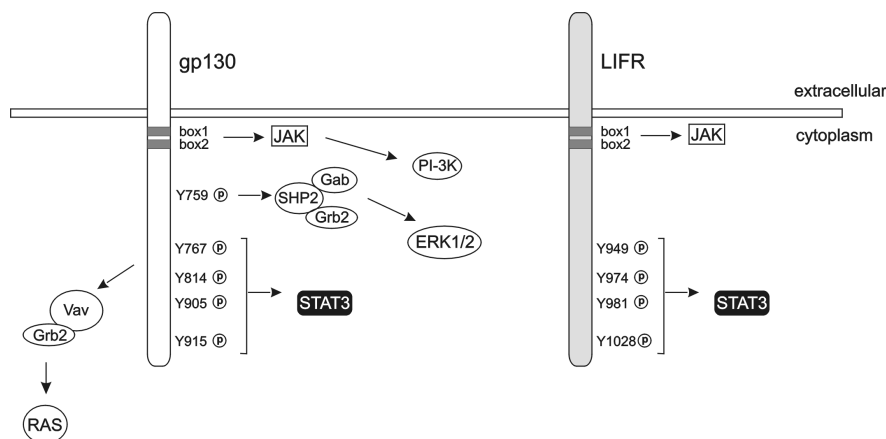 gp130
LIFR
extracellular
cytoplasm
box1
box2
JAK
PI-3K
box1
box2
JAK
Y759 P
SHP2
Gab
Grb2
ERK1/2
Y767 P
Y814 P
Y905 P
Y915 P
STAT3
Vav
Grb2
RAS
Y949 P
Y974 P
Y981 P
Y1028 P
STAT3